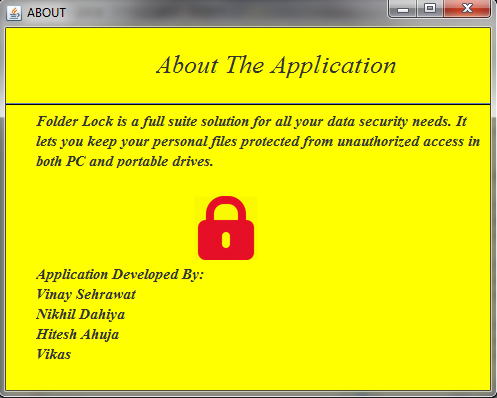 ABOUT
About The Application
Folder Lock is a full suite solution for all your data security needs. It
lets you keep your personal files protected from unauthorized access in
both PC and portable drives.
Application Developed By:
Vinay Sehrawat
Nikhil Dahiya
Hitesh Ahuja
Vikas